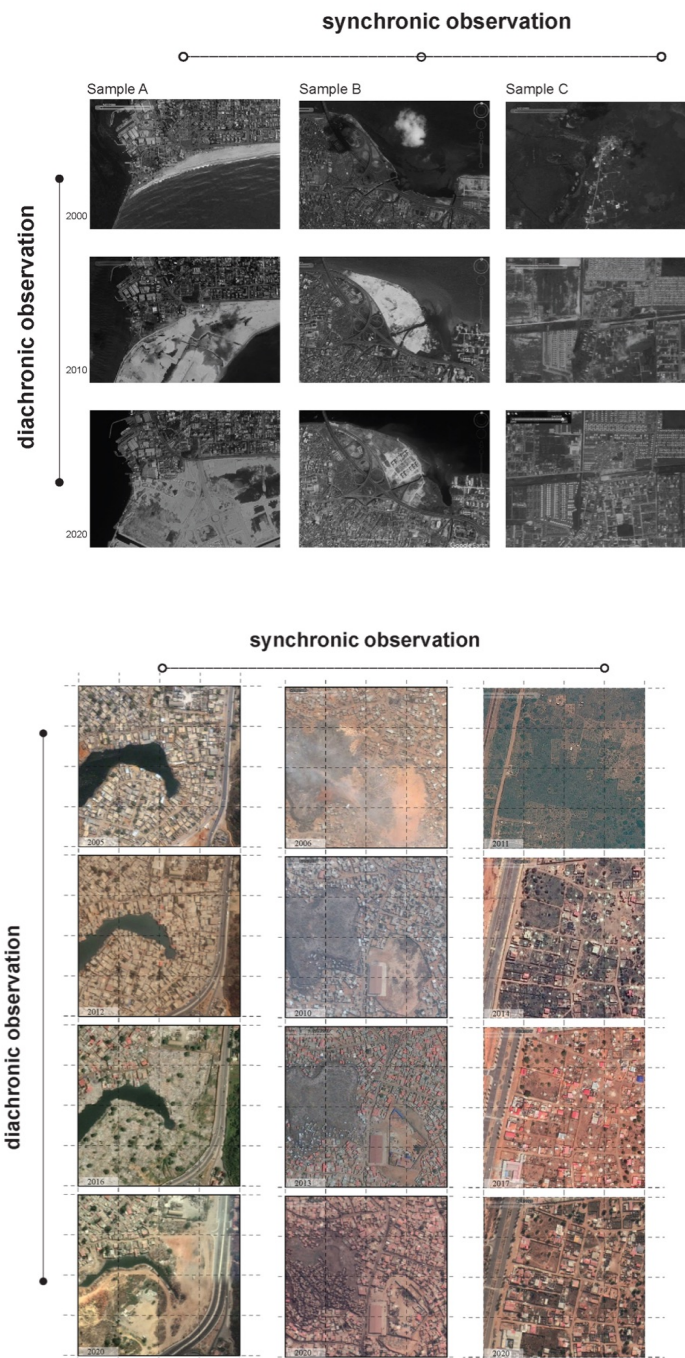 synchronic observation
Sample A
Sample B
Sample C
diachronic observation
2000
2010
2020
synchronic observation
diachronic observation
2005
2006
2011
2012
2010
2014
2016
2013
2017
2020
2020
2020